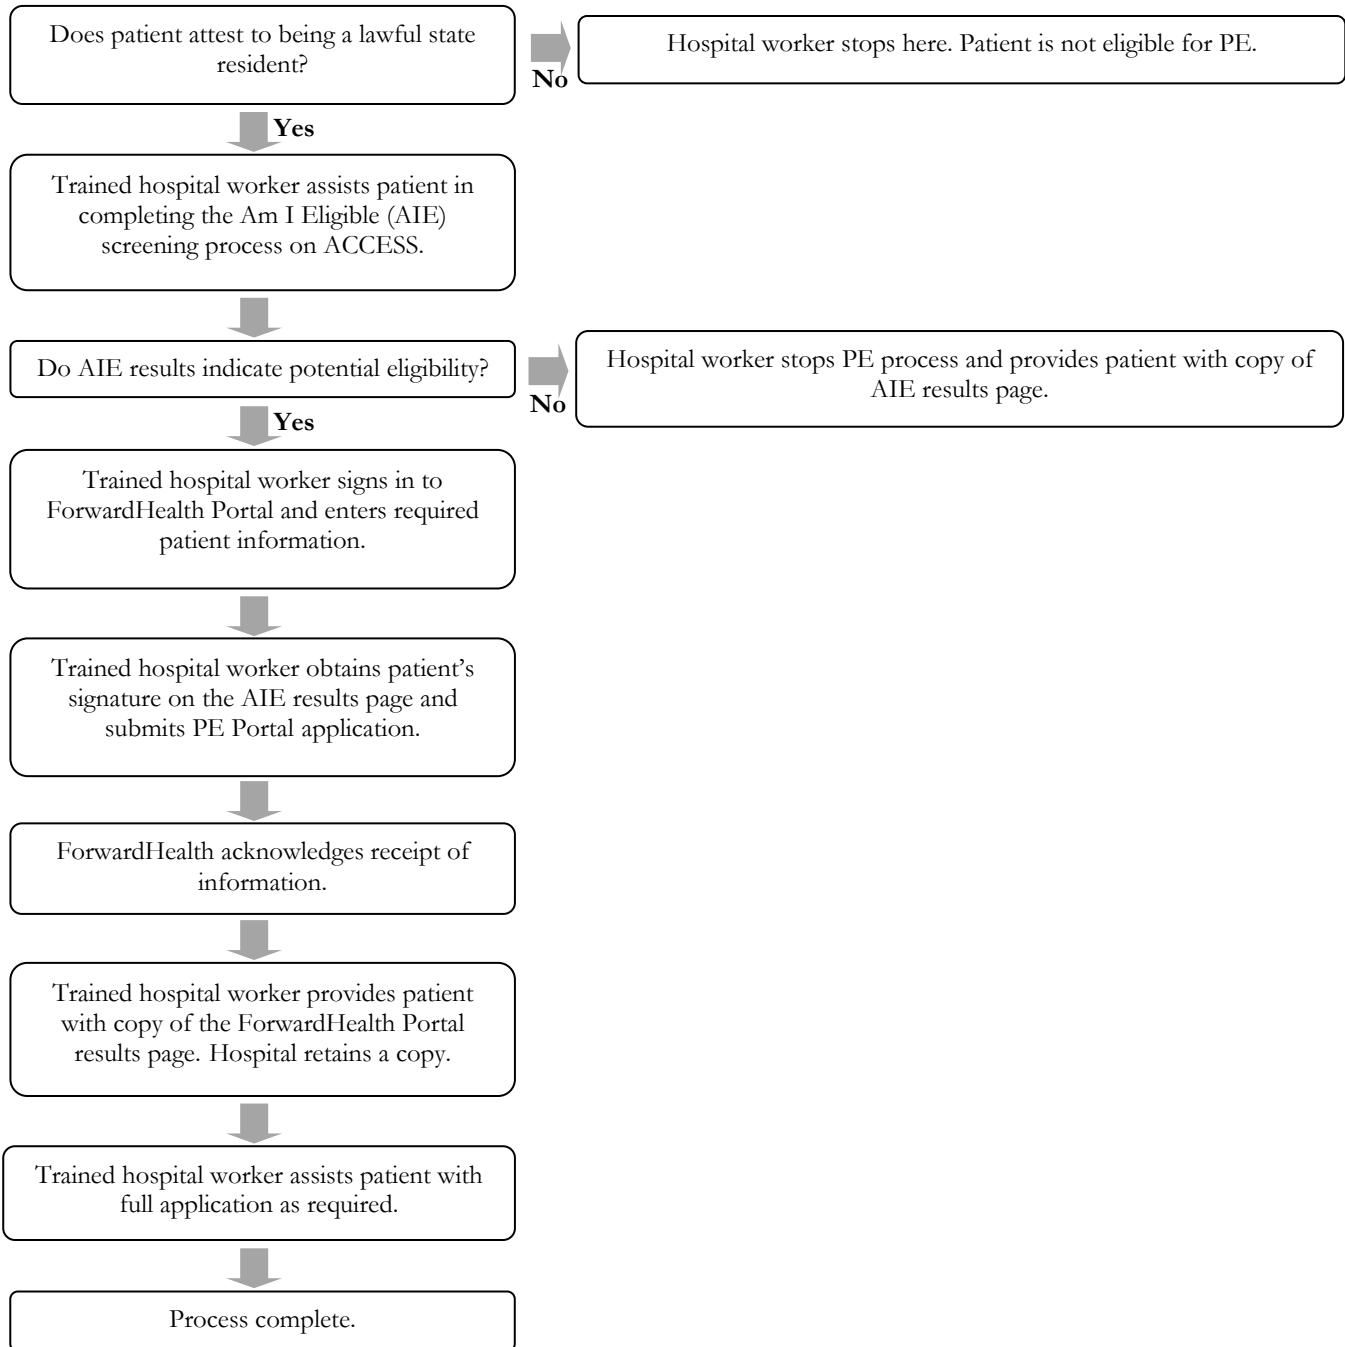 Does patient attest to being a lawful state
resident?
No
Hospital worker stops here. Patient is not eligible for PE.
Yes
Trained hospital worker assists patient in
completing the Am I Eligible (AIE)
screening process on ACCESS.
Do AIE results indicate potential eligibility?
No
Hospital worker stops PE process and provides patient with copy of
AIE results page.
Yes
Trained hospital worker signs in to
ForwardHealth Portal and enters required
patient information.
Trained hospital worker obtains patient’s
signature on the AIE results page and
submits PE Portal application.
ForwardHealth acknowledges receipt of
information.
Trained hospital worker provides patient
with copy of the ForwardHealth Portal
results page. Hospital retains a copy.
Trained hospital worker assists patient with
full application as required.
Process complete.